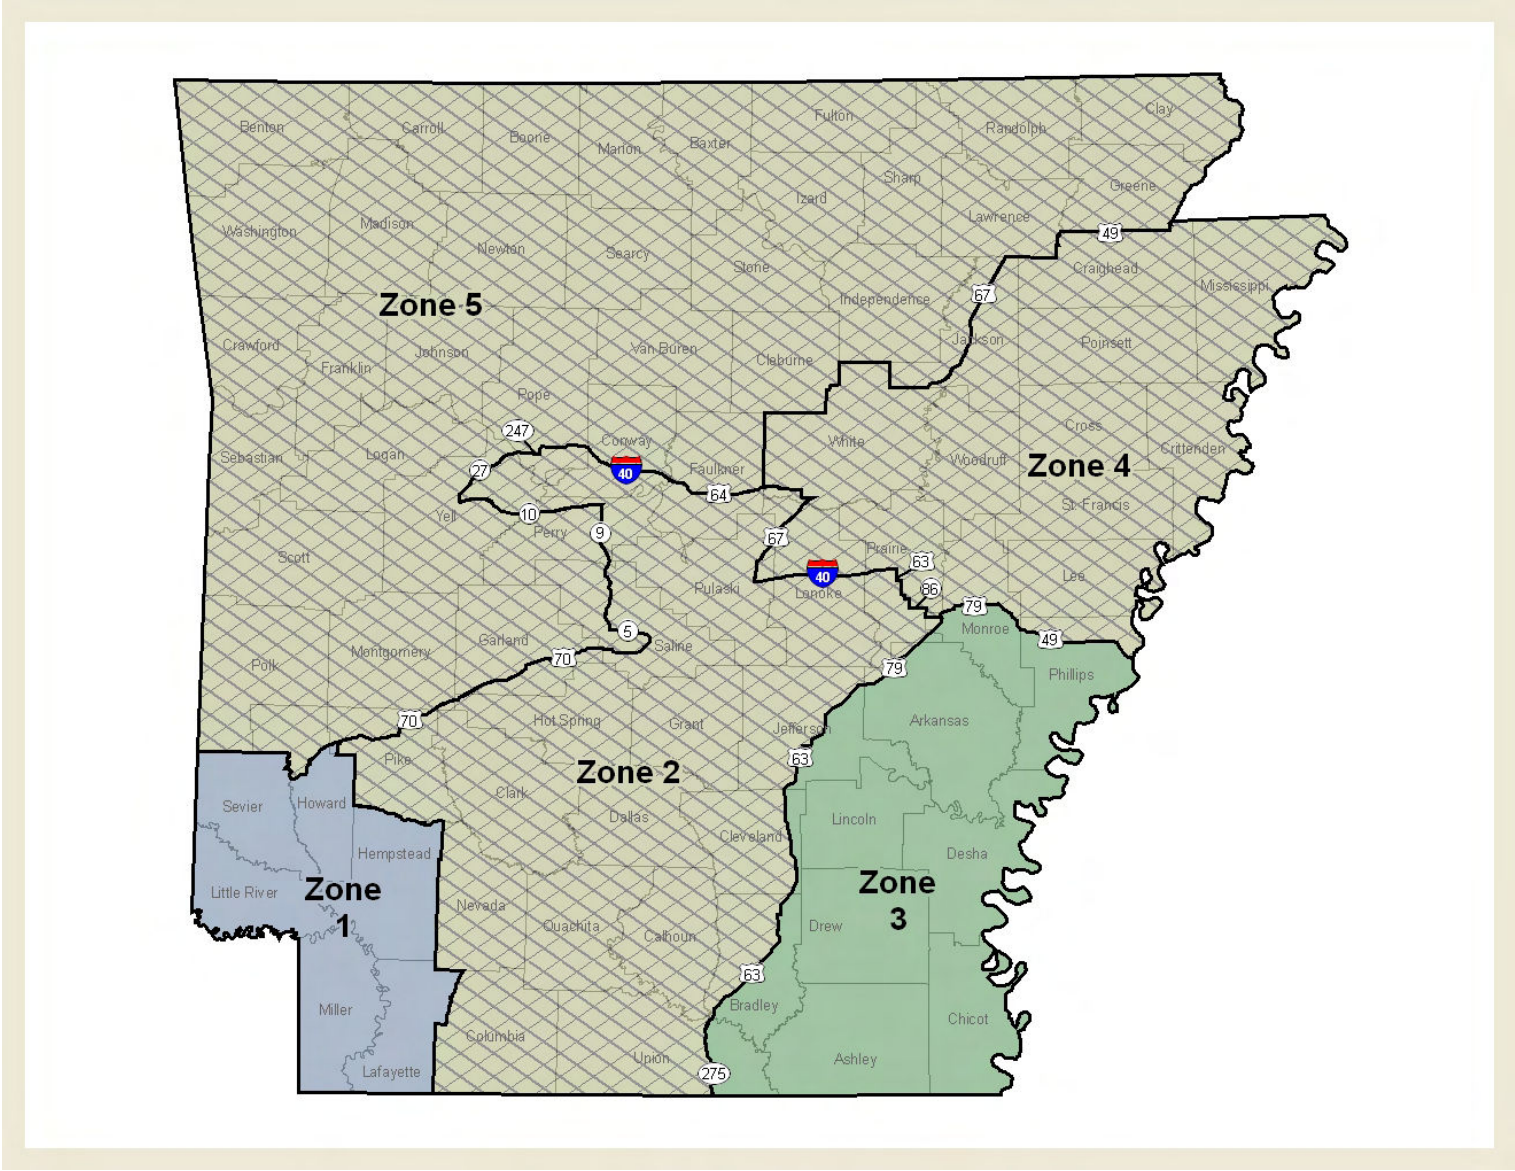 Clay
Fulton
Benton
Carroll
Randolph
Boone
Baxter
Marion
Sharp
Greene
Izard
Lawrence
Madison
Washington
49
Newton
Searcy
Stone
Craighead
Mississippi
67
Independence
Zone 5
Jackson
Poinsett
Crawford
Van Buren
Johnson
Cleburne
Franklin
Pope
Cross
247
Conway
White
Crittenden
Logan
Sebastian
Woodruff
Zone 4
27
40
Faulkner
64
St. Francis
Yell
10
Perry
9
67
Prairie
63
Scott
40
Lee
Pulaski
86
Lonoke
79
5
Monroe
Garland
49
Saline
Montgomery
70
Polk
79
Phillips
70
Hot Spring
Grant
Arkansas
Jefferson
Pike
63
Zone 2
Clark
Sevier
Howard
Dallas
Lincoln
Cleveland
Hempstead
Desha
Little River
Zone
1
Zone
3
Nevada
Ouachita
Drew
Calhoun
63
Miller
Bradley
Chicot
Columbia
Union
Ashley
Lafayette
275